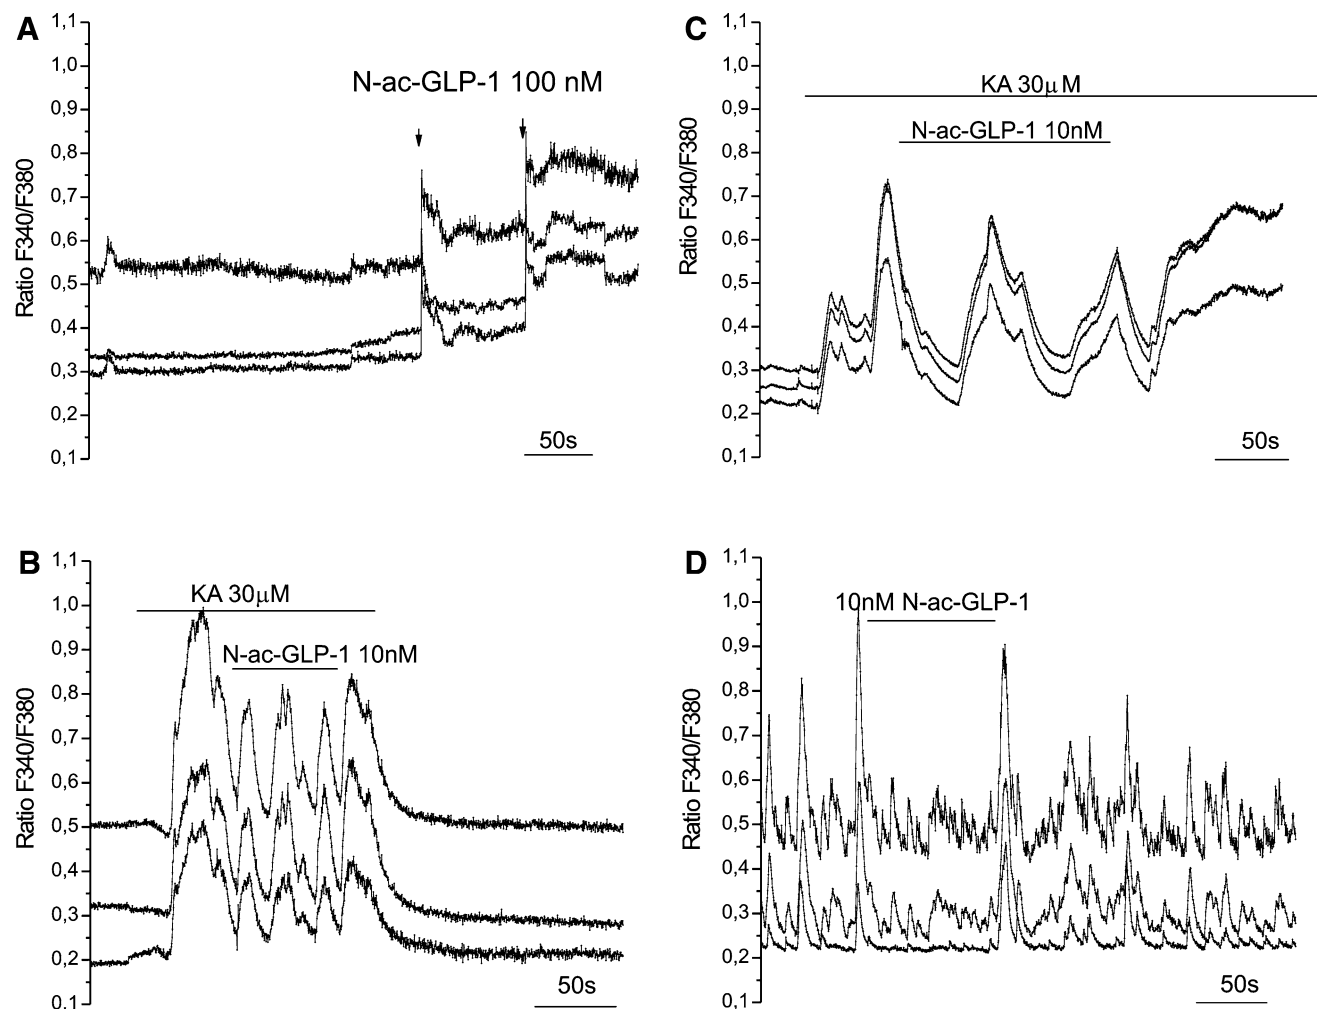 A
N-ac-GLP-1 100 nM
Ratio F340/F380
1,1
1,0
0,9
0,8
0,7
0,6
0,5
0,4
0,3
0,2
0,1
50s
C
KA 30μ M
N-ac-GLP-1 10nM
Ratio F340/F380
1,1
1,0
0,9
0,8
0,7
0,6
0,5
0,4
0,3
0,2
0,1
50s
B
KA 30μM
N-ac-GLP-1 10nM
Ratio F340/F380
1,1
1,0
0,9
0,8
0,7
0,6
0,5
0,4
0,3
0,2
0,1
50s
D
10nM N-ac-GLP-1
Ratio F340/F380
1,1
1,0
0,9
0,8
0,7
0,6
0,5
0,4
0,3
0,2
0,1
50s